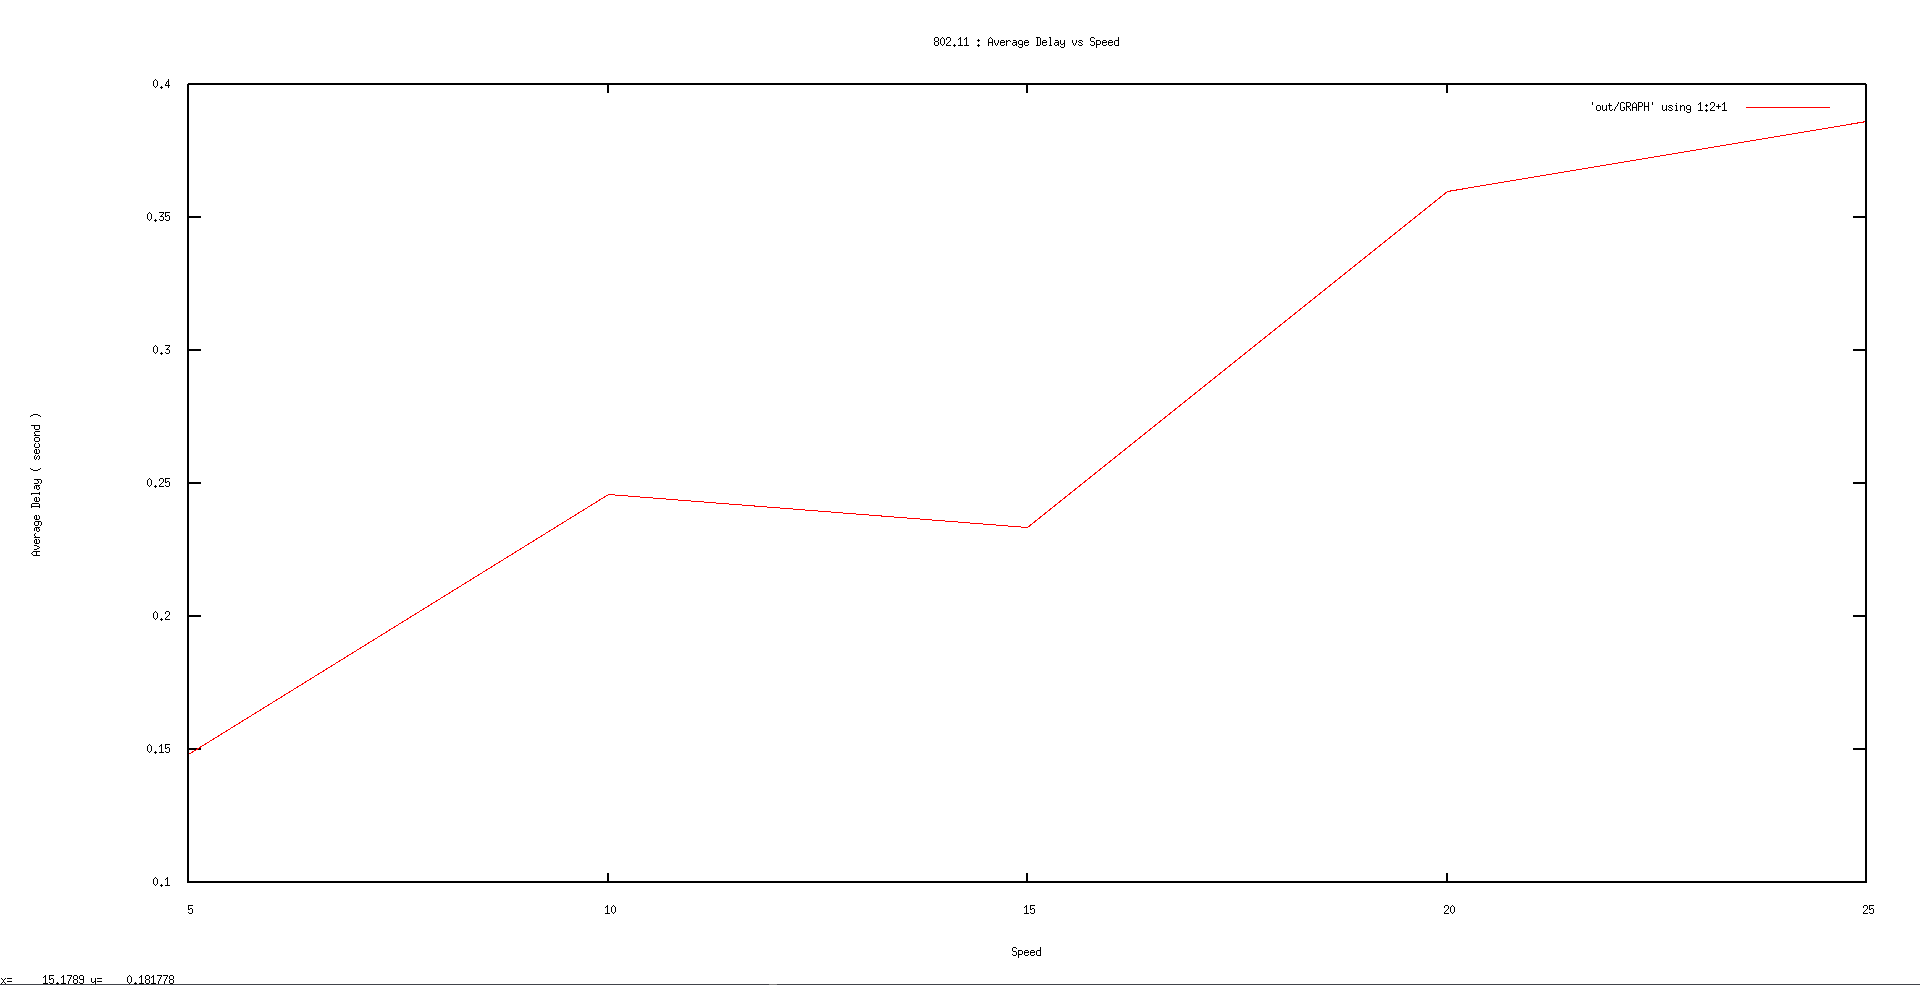 802.11 : Average Delay vs Speed
'out/GRAPH' using 1:2+1
0.4
0.35
0.3
0.25
0.2
0.15
0.1
Average Delay ( second )
5 10 15 20 25
Speed
x= 15.1789 y= 0.181778